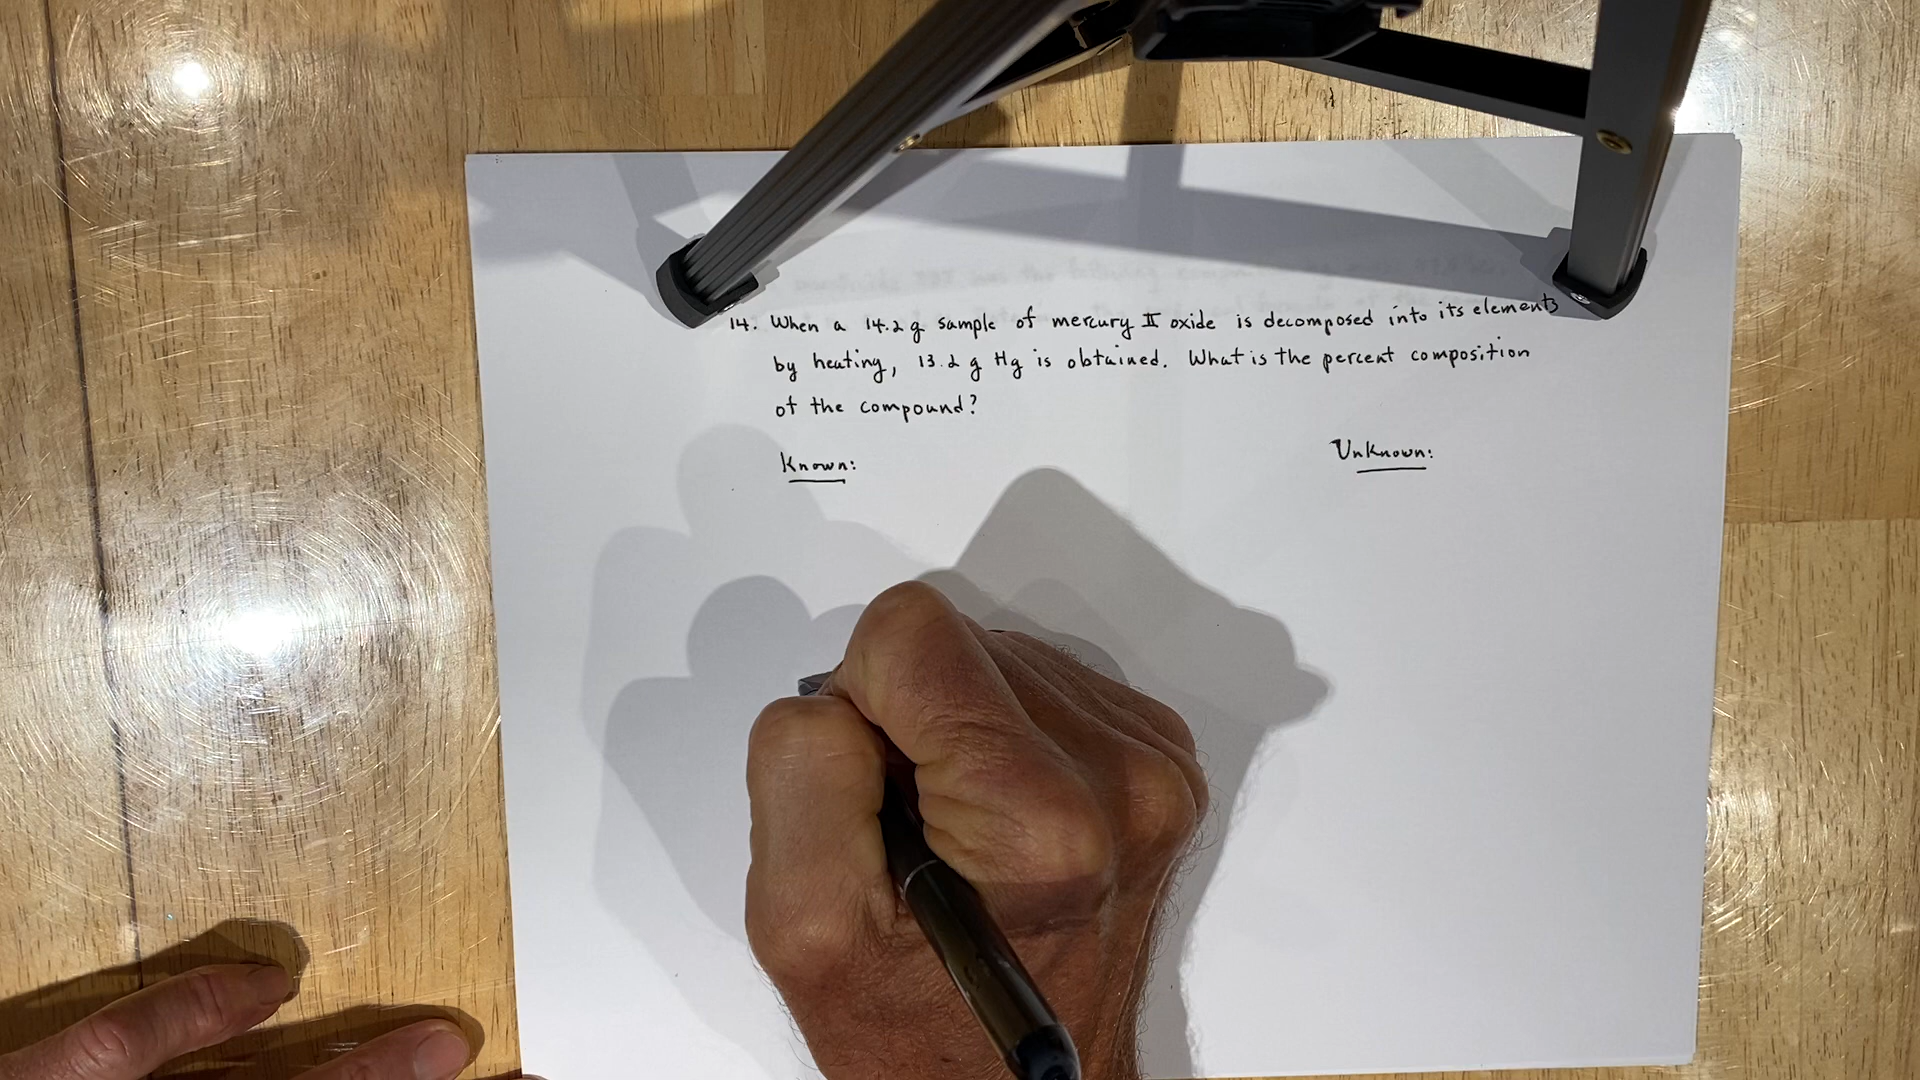 14. When a 14.2 g sample of mercury II oxide is decomposed into its elements
by heating, 13.2 g Hg is obtained. What is the percent composition
of the compound?
Known:
Unknown: